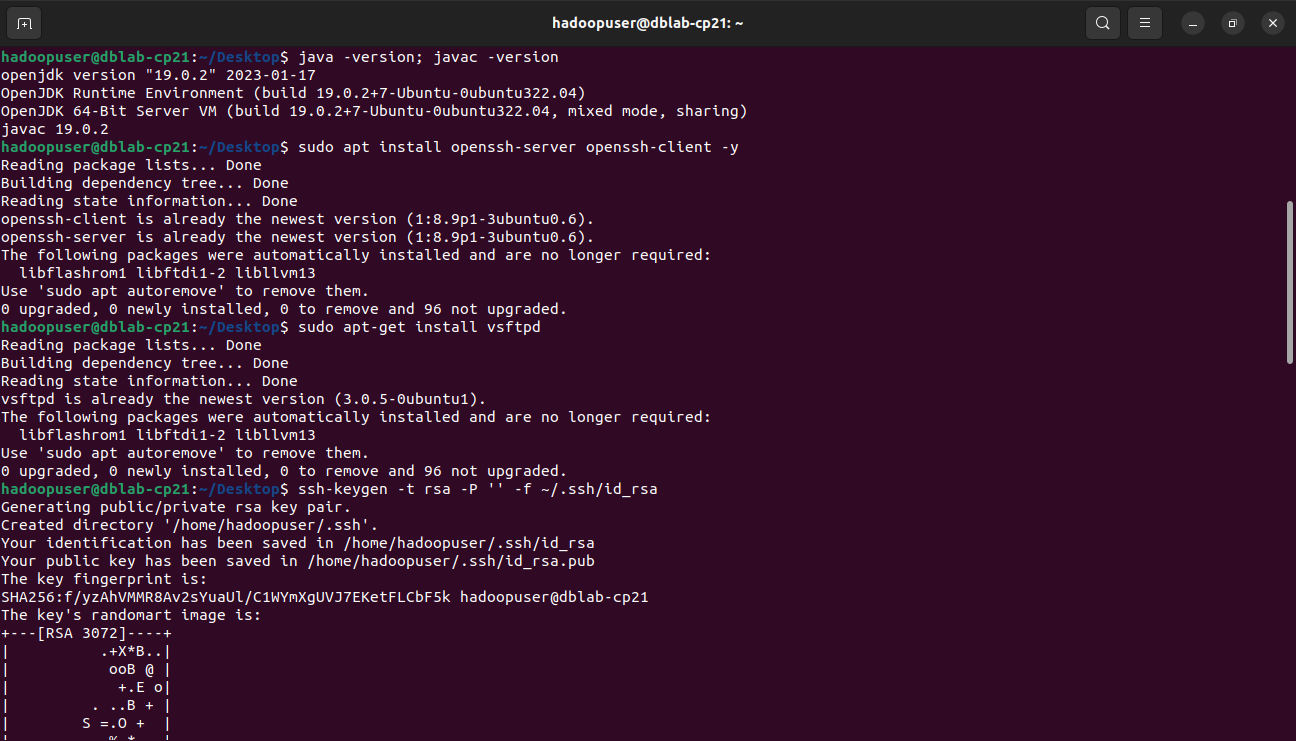 hadoopuser@dblab-cp21: ~
hadoopuser@dblab-cp21:~/Desktop$ java -version; javac -version
openjdk version "19.0.2" 2023-01-17
OpenJDK Runtime Environment (build 19.0.2+7-Ubuntu-0ubuntu322.04)
OpenJDK 64-Bit Server VM (build 19.0.2+7-Ubuntu-0ubuntu322.04, mixed mode, sharing)
javac 19.0.2
hadoopuser@dblab-cp21:~/Desktop$ sudo apt install openssh-server openssh-client -y
Reading package lists... Done
Building dependency tree... Done
Reading state information... Done
openssh-client is already the newest version (1:8.9p1-3ubuntu0.6).
openssh-server is already the newest version (1:8.9p1-3ubuntu0.6).
The following packages were automatically installed and are no longer required:
  libflashrom1 libftdi1-2 libllvm13
Use 'sudo apt autoremove' to remove them.
0 upgraded, 0 newly installed, 0 to remove and 96 not upgraded.
hadoopuser@dblab-cp21:~/Desktop$ sudo apt-get install vsftpd
Reading package lists... Done
Building dependency tree... Done
Reading state information... Done
vsftpd is already the newest version (3.0.5-0ubuntu1).
The following packages were automatically installed and are no longer required:
  libflashrom1 libftdi1-2 libllvm13
Use 'sudo apt autoremove' to remove them.
0 upgraded, 0 newly installed, 0 to remove and 96 not upgraded.
hadoopuser@dblab-cp21:~/Desktop$ ssh-keygen -t rsa -P '' -f ~/.ssh/id_rsa
Generating public/private rsa key pair.
Created directory '/home/hadoopuser/.ssh'.
Your identification has been saved in /home/hadoopuser/.ssh/id_rsa
Your public key has been saved in /home/hadoopuser/.ssh/id_rsa.pub
The key fingerprint is:
SHA256:f/yzAhVMMR8Av2sYuaUl/C1WYmXgUVJ7EKetFLCbF5k hadoopuser@dblab-cp21
The key's randomart image is:
+---[RSA 3072]----+
|          .+X*B..|
|           ooB @ |
|            +.E o|
|         . ..B + |
|        S =.O +  |